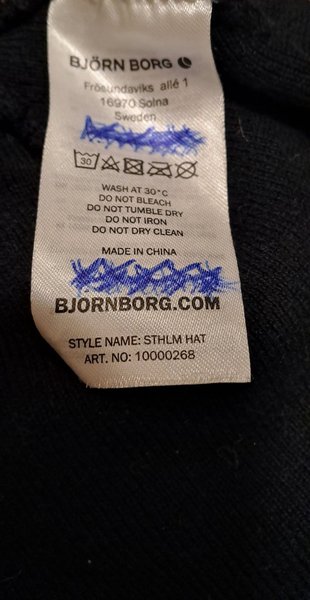 BJÖRN BORG
Frösundaviks allé 1
16970 Solna
Sweden
30
WASH AT 30°C
DO NOT BLEACH
DO NOT TUMBLE DRY
DO NOT IRON
DO NOT DRY CLEAN
MADE IN CHINA
BJORNBORG.COM
STYLE NAME: STHLM HAT
ART. NO: 10000268